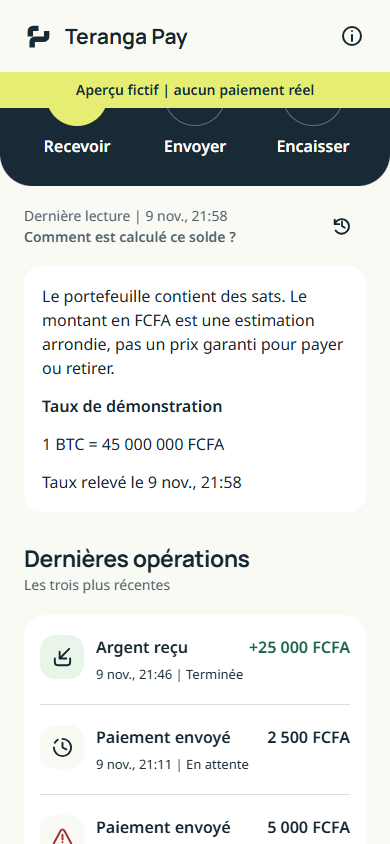 Teranga Pay
Aperçu fictif | aucun paiement réel
Recevoir
Envoyer
Encaisser
Dernière lecture | 9 nov., 21:58
Comment est calculé ce solde ?
Le portefeuille contient des sats. Le
montant en FCFA est une estimation
arrondie, pas un prix garanti pour payer
ou retirer.
Taux de démonstration
1 BTC = 45 000 000 FCFA
Taux relevé le 9 nov., 21:58
Dernières opérations
Les trois plus récentes
Argent reçu
+25 000 FCFA
9 nov., 21:46 | Terminée
Paiement envoyé
2 500 FCFA
9 nov., 21:11 | En attente
Paiement envoyé
5 000 FCFA